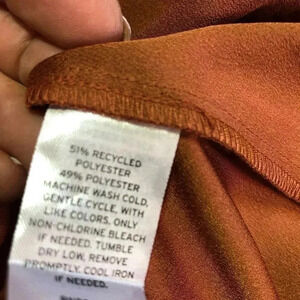 51% RECYCLED
POLYESTER
49% POLYESTER
MACHINE WASH COLD,
GENTLE CYCLE, WITH
LIKE COLORS. ONLY
NON-CHLORINE BLEACH
IF NEEDED. TUMBLE
DRY LOW, REMOVE
PROMPTLY. COOL IRON
IF NEEDED.